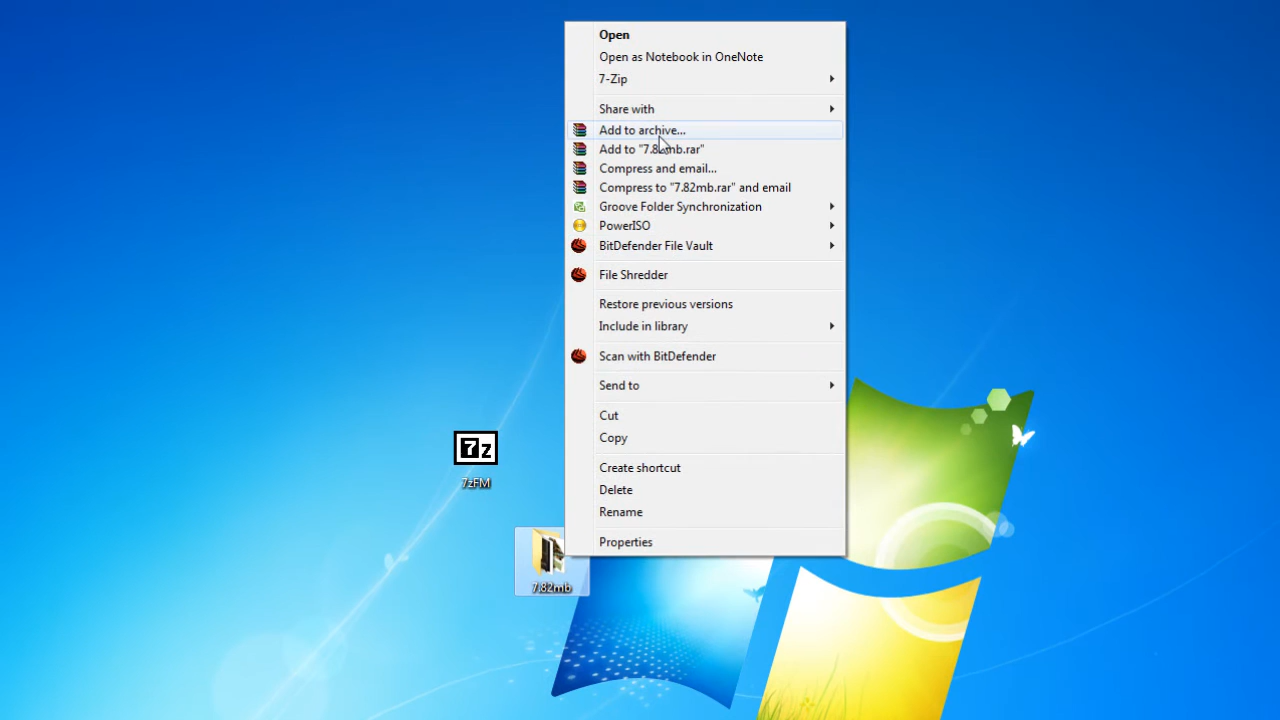 Open
Open as Notebook in OneNote
7-Zip
Share with
Add to archive...
Add to "7.82mb.rar"
Compress and email...
Compress to "7.82mb.rar" and email
Groove Folder Synchronization
PowerISO
BitDefender File Vault
File Shredder
Restore previous versions
Include in library
Scan with BitDefender
Send to
Cut
Copy
Create shortcut
Delete
Rename
Properties
7z
7zFM
7.82mb